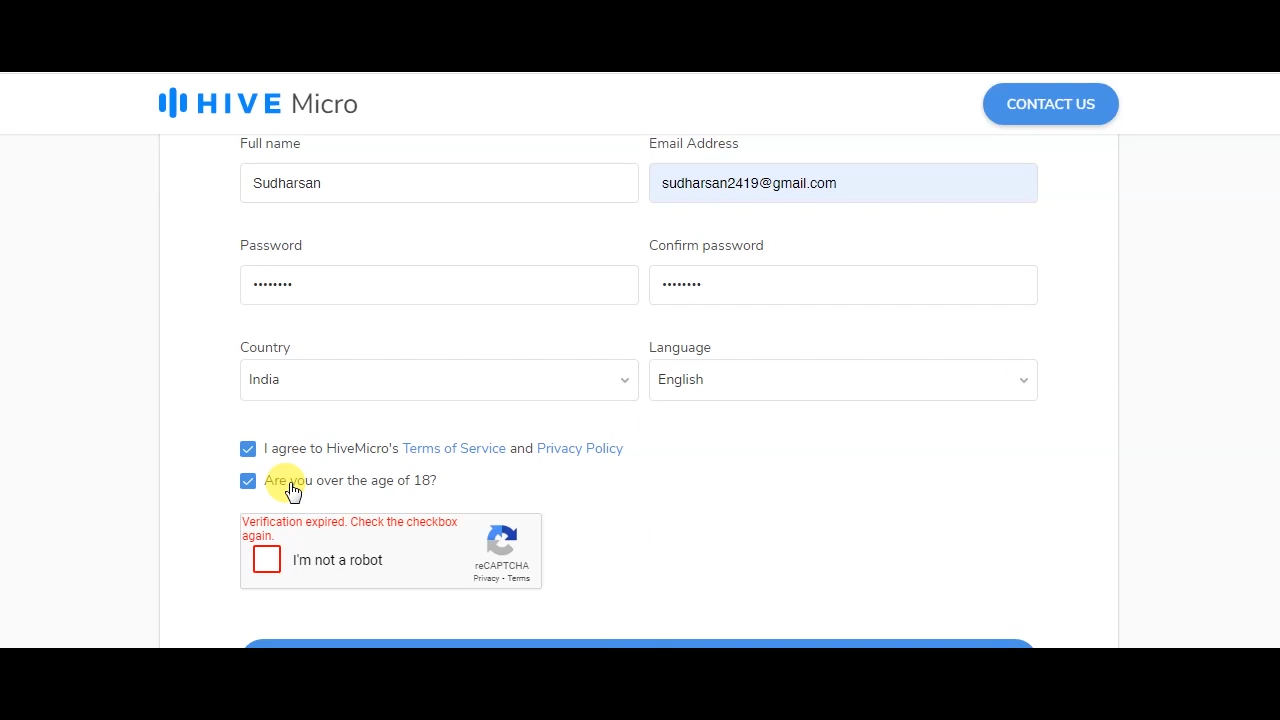 HIVE Micro
CONTACT US
Full name
Email Address
Sudharsan
sudharsan2419@gmail.com
Password
Confirm password
••••••••
••••••••
Country
Language
India
English
I agree to HiveMicro's Terms of Service and Privacy Policy
Are you over the age of 18?
Verification expired. Check the checkbox
again.
I'm not a robot
reCAPTCHA
Privacy - Terms